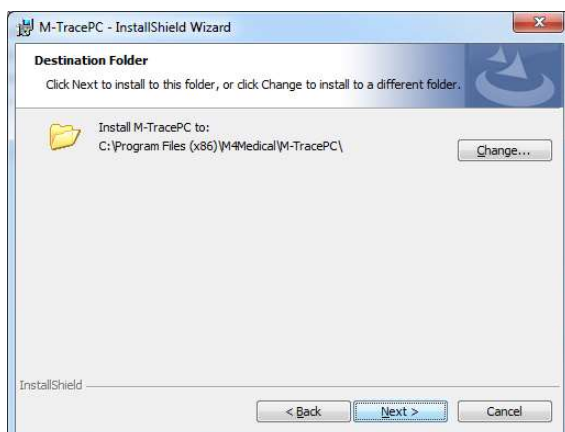 M-TracePC - InstallShield Wizard
Destination Folder
Click Next to install to this folder, or click Change to install to a different folder.
Install M-TracePC to:
C:\Program Files (x86)\M4Medical\M-TracePC\
Change...
InstallShield
< Back
Next >
Cancel